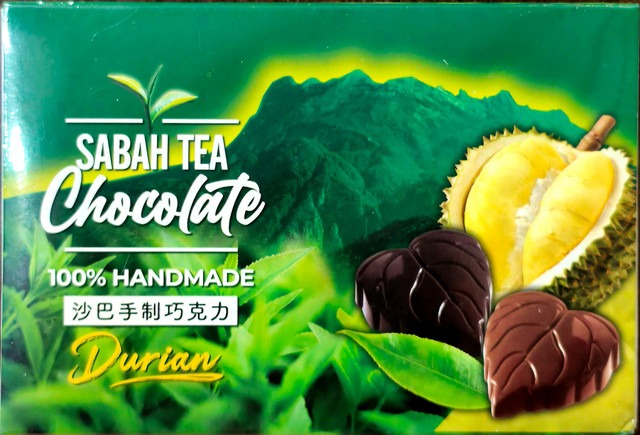 SABAH TEA
Chocolate
100% HANDMADE
沙巴手制巧克力
Durian